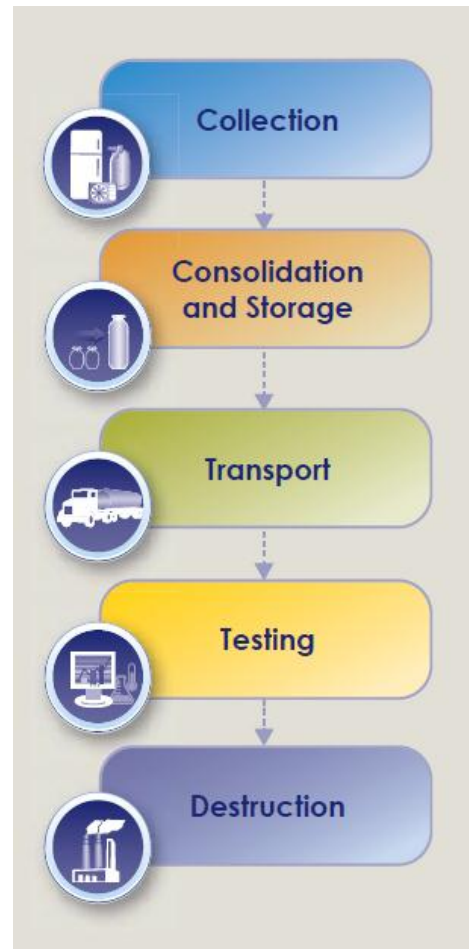 Collection
Consolidation
and Storage
Transport
Testing
Destruction